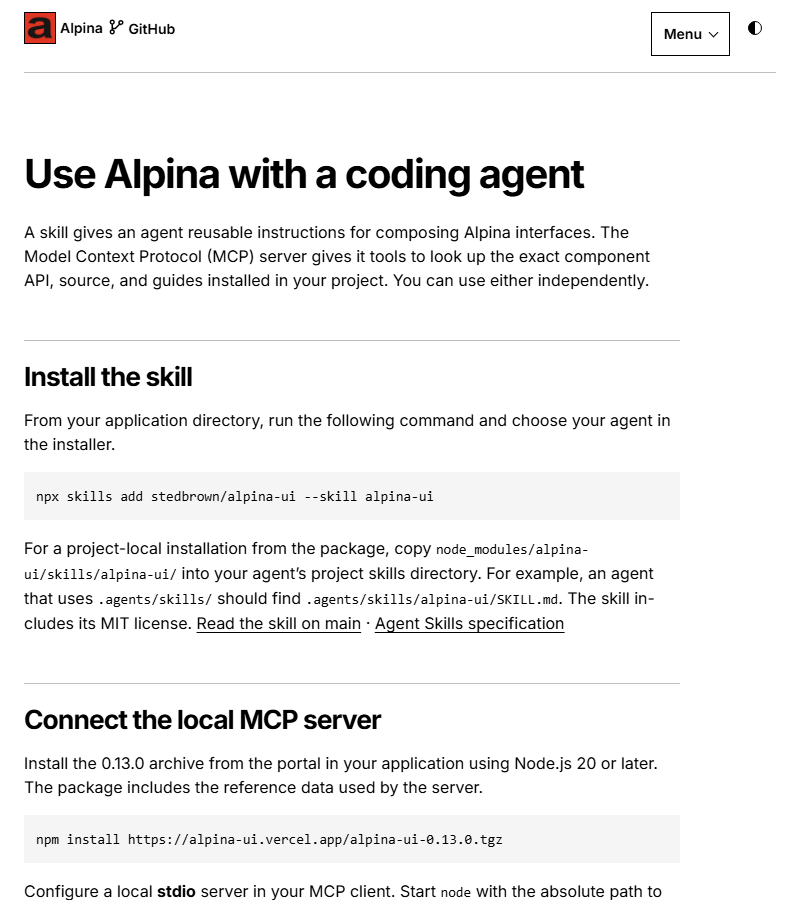 a Alpina GitHub
Menu
Use Alpina with a coding agent
A skill gives an agent reusable instructions for composing Alpina interfaces. The
Model Context Protocol (MCP) server gives it tools to look up the exact component
API, source, and guides installed in your project. You can use either independently.
Install the skill
From your application directory, run the following command and choose your agent in
the installer.
npx skills add stedbrown/alpina-ui --skill alpina-ui
For a project-local installation from the package, copy node_modules/alpina-
ui/skills/alpina-ui/ into your agent’s project skills directory. For example, an agent
that uses .agents/skills/ should find .agents/skills/alpina-ui/SKILL.md. The skill in-
cludes its MIT license. Read the skill on main · Agent Skills specification
Connect the local MCP server
Install the 0.13.0 archive from the portal in your application using Node.js 20 or later.
The package includes the reference data used by the server.
npm install https://alpina-ui.vercel.app/alpina-ui-0.13.0.tgz
Configure a local stdio server in your MCP client. Start node with the absolute path to